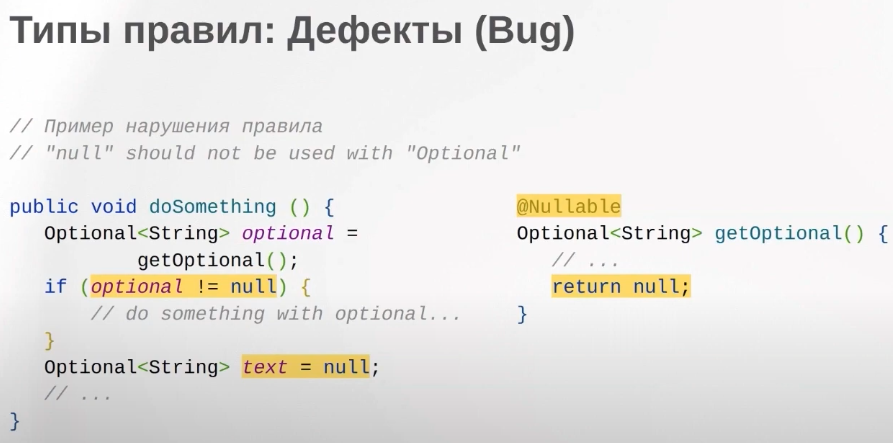 Типы правил: Дефекты (Bug)
// Пример нарушения правила
// "null" should not be used with "Optional"
public void doSomething () {
Optional<String> optional =
getOptional();
if (optional != null) {
// do something with optional...
}
Optional<String> text = null;
// ...
}
@Nullable
Optional<String> getOptional() {
// ...
return null;
}